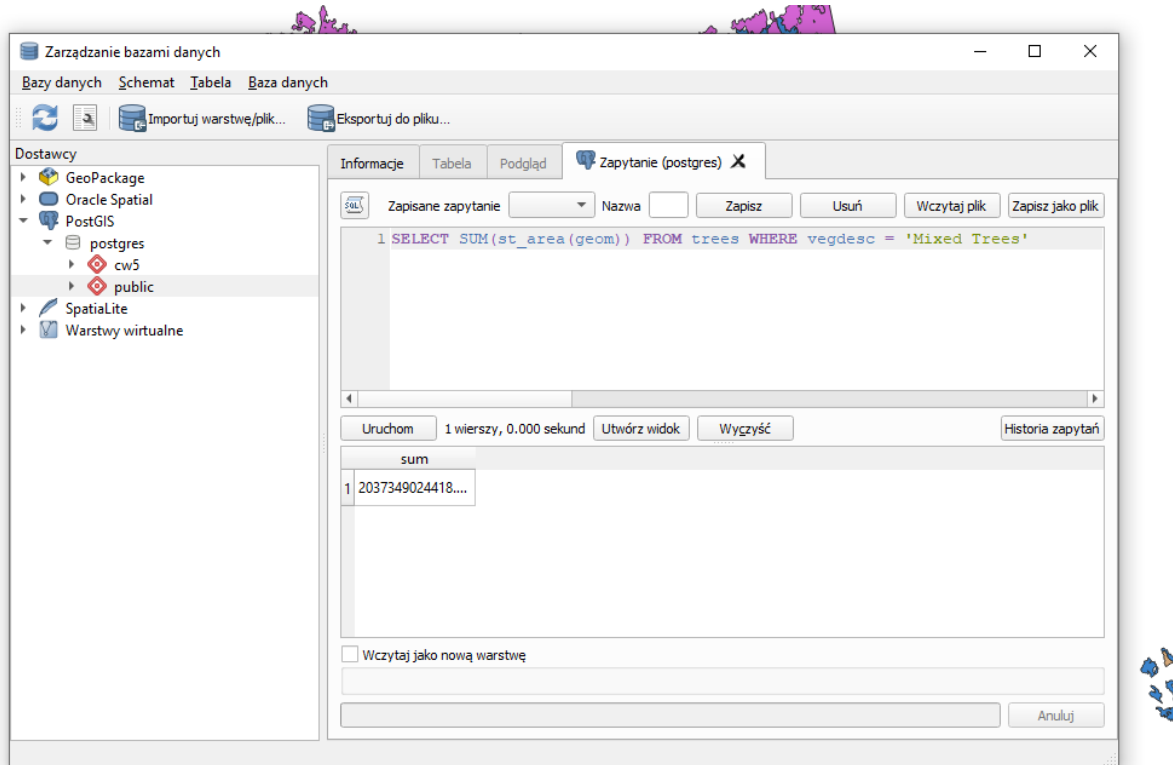 Zarządzanie bazami danych
Bazy danych Schemat Tabela Baza danych
Importuj warstwę/plik... Eksportuj do pliku...
Dostawcy
GeoPackage
Oracle Spatial
PostGIS
postgres
cw5
public
SpatiaLite
Warstwy wirtualne
Informacje Tabela Podgląd Zapytanie (postgres)
SQL Zapisane zapytanie Nazwa Zapisz Usuń Wczytaj plik Zapisz jako plik
1 SELECT SUM(st_area(geom)) FROM trees WHERE vegdesc = 'Mixed Trees'
Uruchom 1 wierszy, 0.000 sekund Utwórz widok Wyczyść Historia zapytań
sum
1 2037349024418....
Wczytaj jako nową warstwę
Anuluj